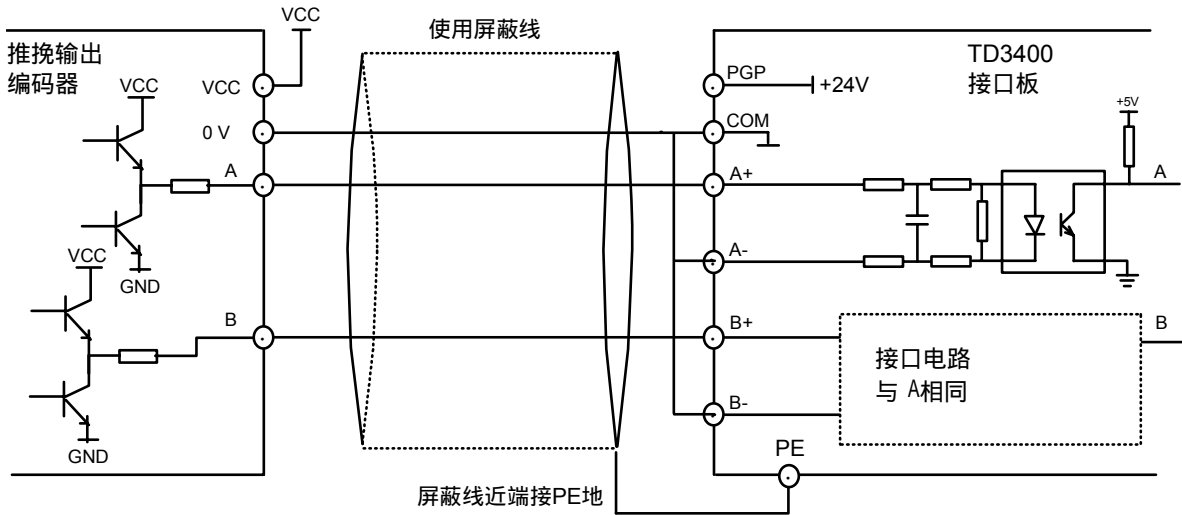 VCC
使用屏蔽线
推挽输出
编码器
VCC
VCC
0 V
A
GND
VCC
B
GND
TD3400
接口板
PGP
+24V
COM
+5V
A+
A
A-
B+
B
接口电路
与 A相同
B-
PE
屏蔽线近端接PE地